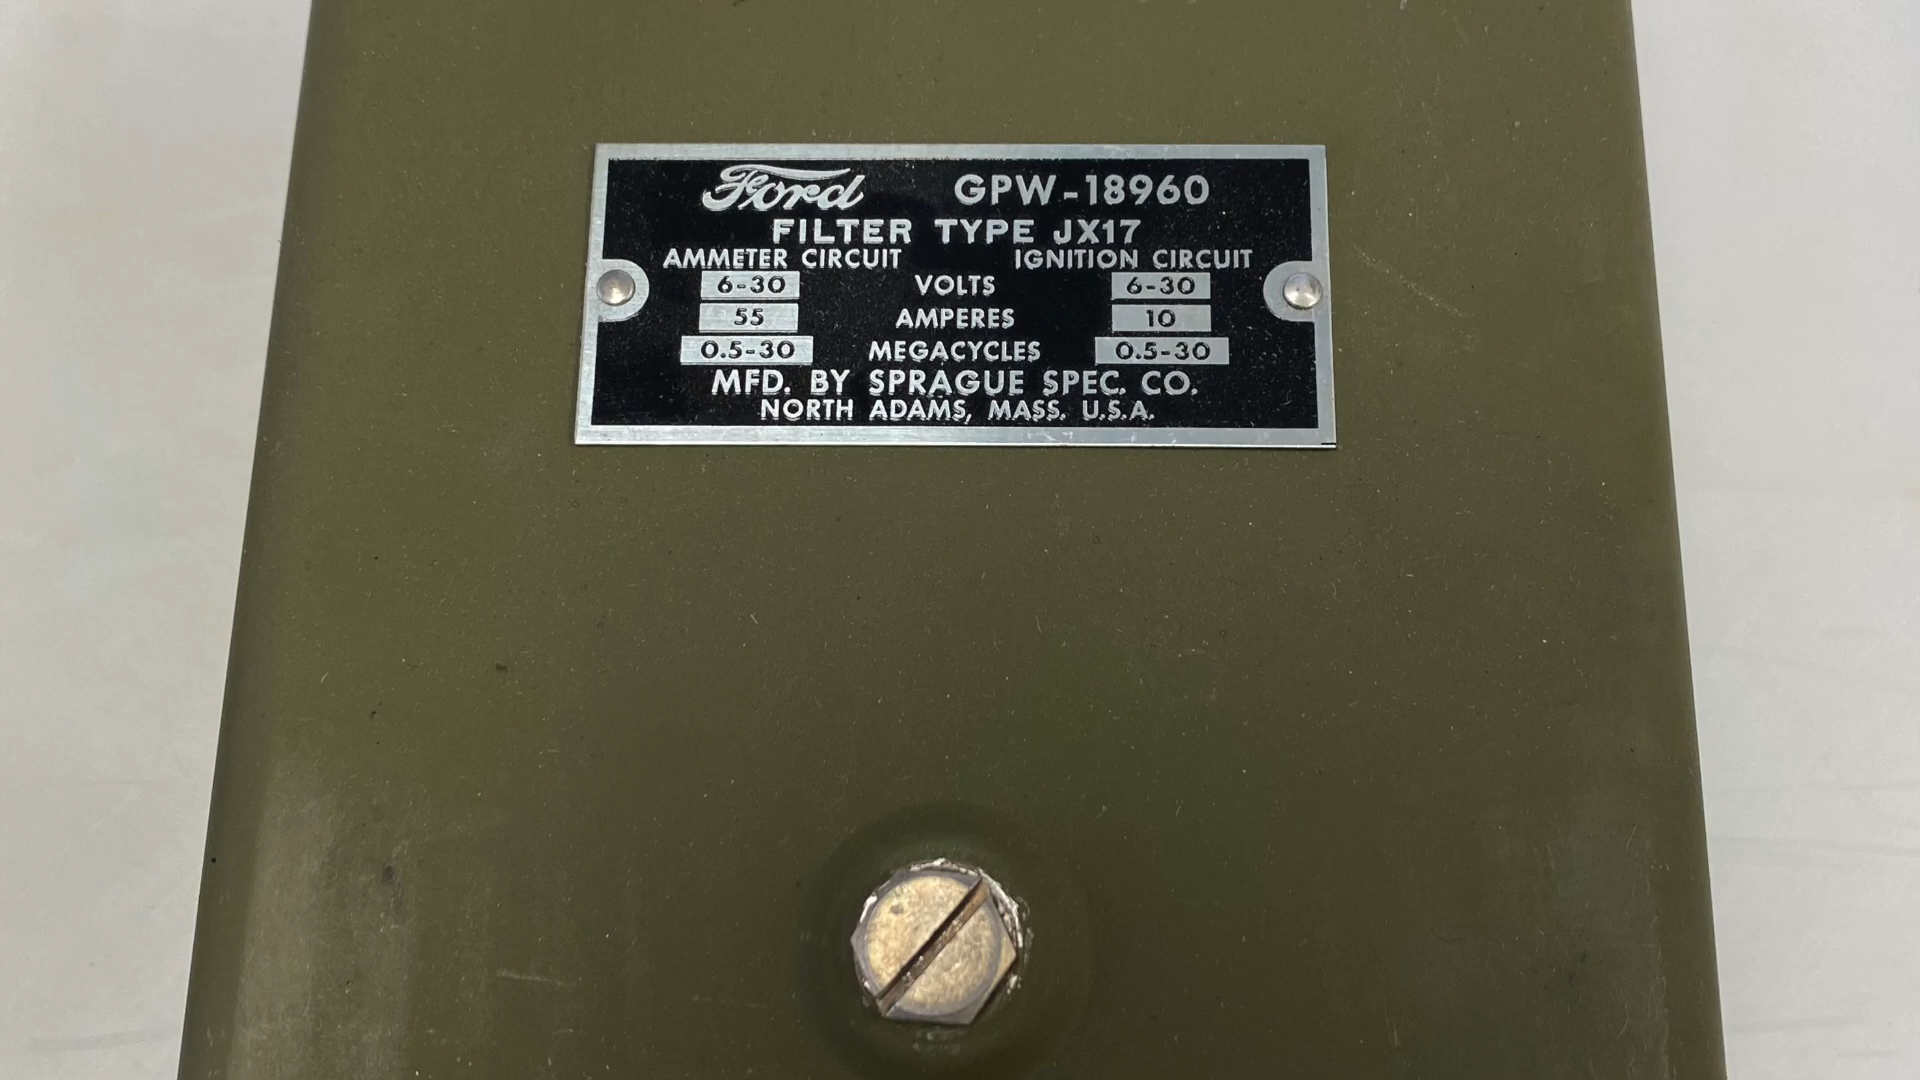 Ford GPW-18960
FILTER TYPE JX17
AMMETER CIRCUIT IGNITION CIRCUIT
6-30 VOLTS 6-30
55 AMPERES 10
0.5-30 MEGACYCLES 0.5-30
MFD. BY SPRAGUE SPEC. CO.
NORTH ADAMS, MASS. U.S.A.